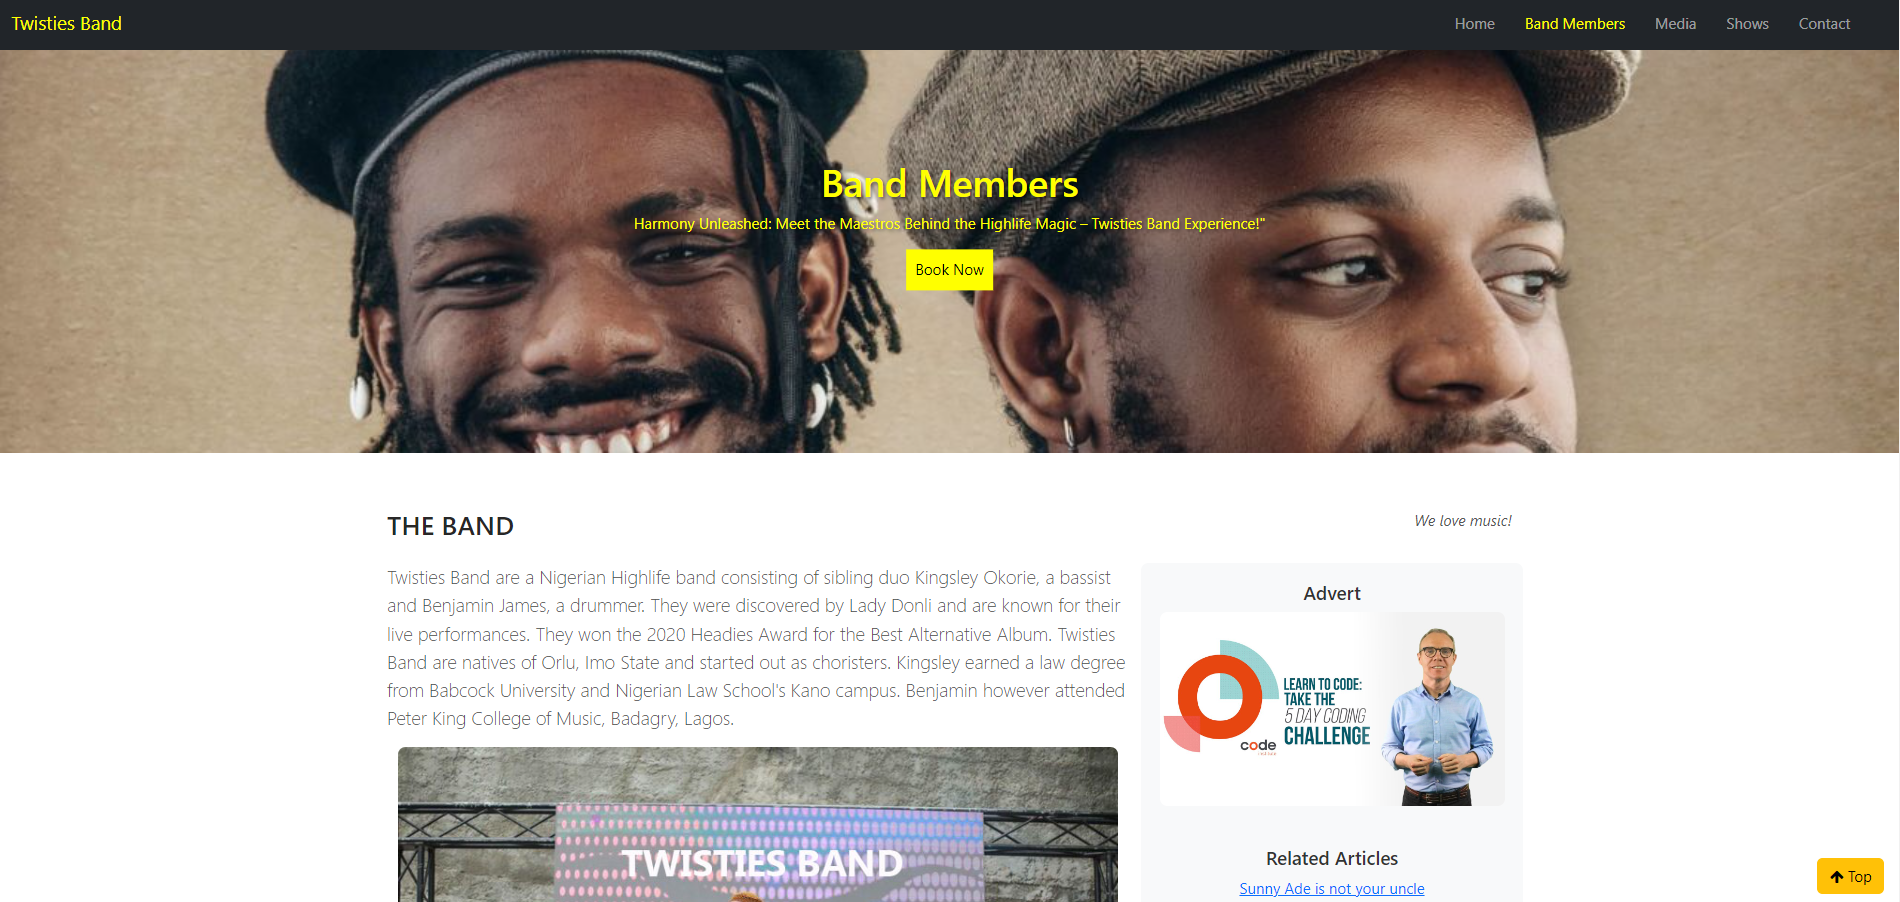 Twisties Band
Home Band Members Media Shows Contact
Band Members
Harmony Unleashed: Meet the Maestros Behind the Highlife Magic – Twisties Band Experience!"
Book Now
THE BAND
We love music!
Twisties Band are a Nigerian Highlife band consisting of sibling duo Kingsley Okorie, a bassist
and Benjamin James, a drummer. They were discovered by Lady Donli and are known for their
live performances. They won the 2020 Headies Award for the Best Alternative Album. Twisties
Band are natives of Orlu, Imo State and started out as choristers. Kingsley earned a law degree
from Babcock University and Nigerian Law School's Kano campus. Benjamin however attended
Peter King College of Music, Badagry, Lagos.
TWISTIES BAND
Advert
LEARN TO CODE:
TAKE THE
5 DAY CODING
CHALLENGE
code
Related Articles
Sunny Ade is not your uncle
Top